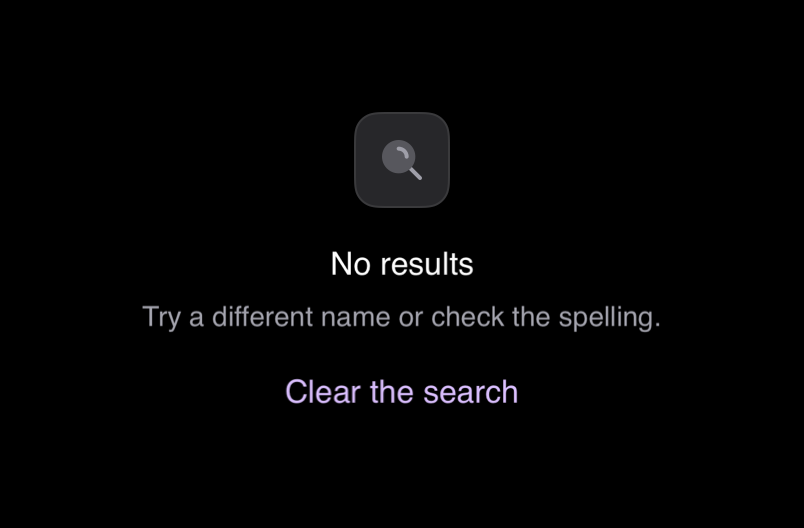 No results
Try a different name or check the spelling.
Clear the search